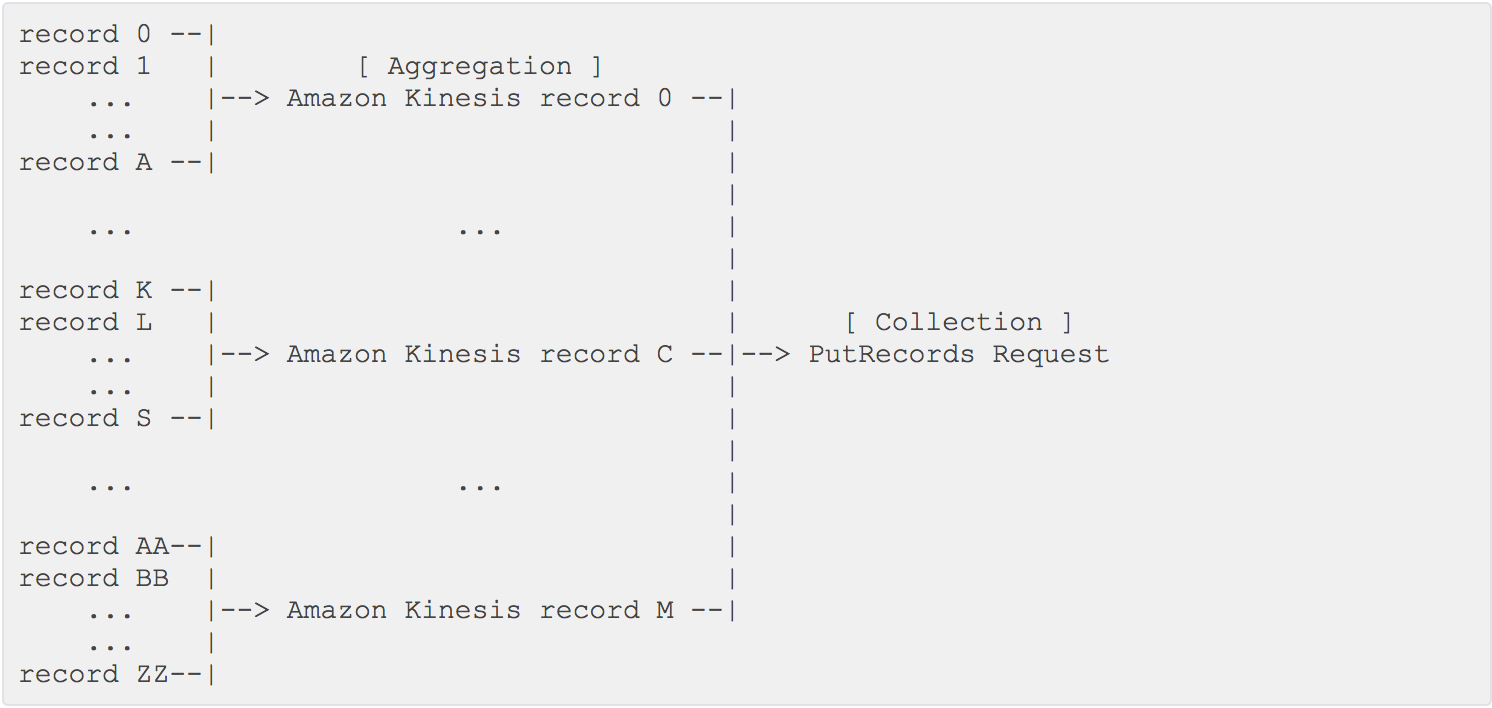 record 0 --|
record 1   |        [ Aggregation ]
    ...    |--> Amazon Kinesis record 0 --|
    ...    |                              |
record A --|                              |
                                          |
    ...                   ...             |
                                          |
record K --|                              |
record L   |                              |      [ Collection ]
    ...    |--> Amazon Kinesis record C --|--> PutRecords Request
    ...    |                              |
record S --|                              |
                                          |
    ...                   ...             |
                                          |
record AA--|                              |
record BB  |                              |
    ...    |--> Amazon Kinesis record M --|
    ...    |
record ZZ--|